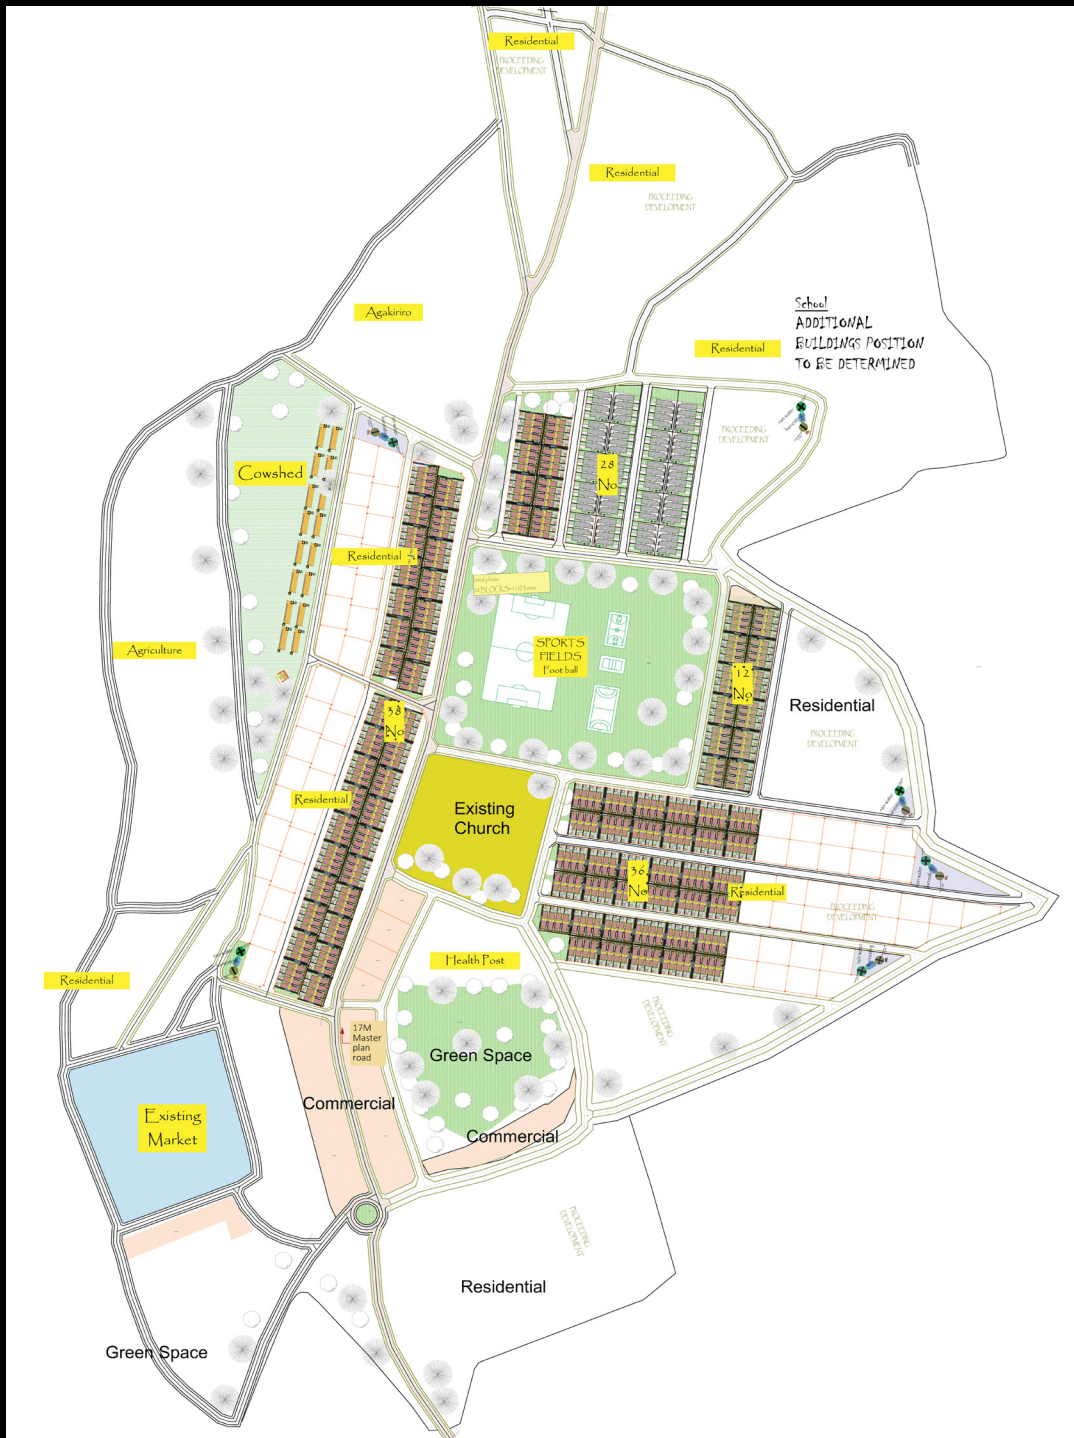 Residential
PROCEEDING
DEVELOPMENT
Residential
PROCEEDING
DEVELOPMENT
Agakiriro
School
ADDITIONAL
BUILDINGS POSITION
TO BE DETERMINED
Residential
PROCEEDING
DEVELOPMENT
28
No
Cowshed
Residential
SPORTS
FIELDS
Foot ball
12
No
Agriculture
Residential
PROCEEDING
DEVELOPMENT
38
No
Residential
Existing
Church
36
No
Residential
PROCEEDING
DEVELOPMENT
Health Post
Residential
PROCEEDING
DEVELOPMENT
17M
Master
plan
road
Green Space
Commercial
Existing
Market
Commercial
PROCEEDING
DEVELOPMENT
Residential
Green Space